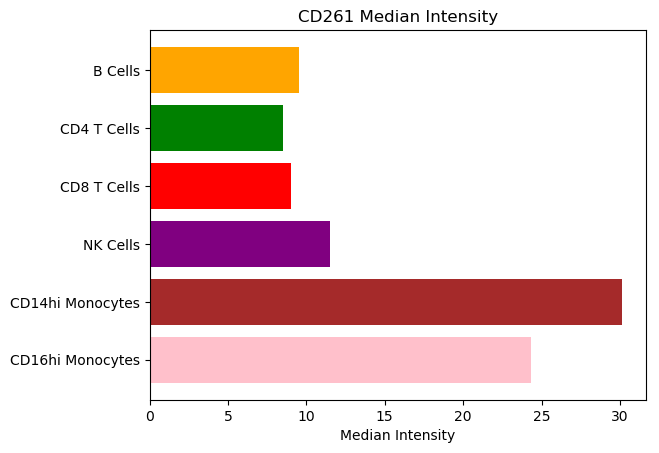 CD261 Median Intensity
B Cells
CD4 T Cells
CD8 T Cells
NK Cells
CD14hi Monocytes
CD16hi Monocytes
0 5 10 15 20 25 30
Median Intensity